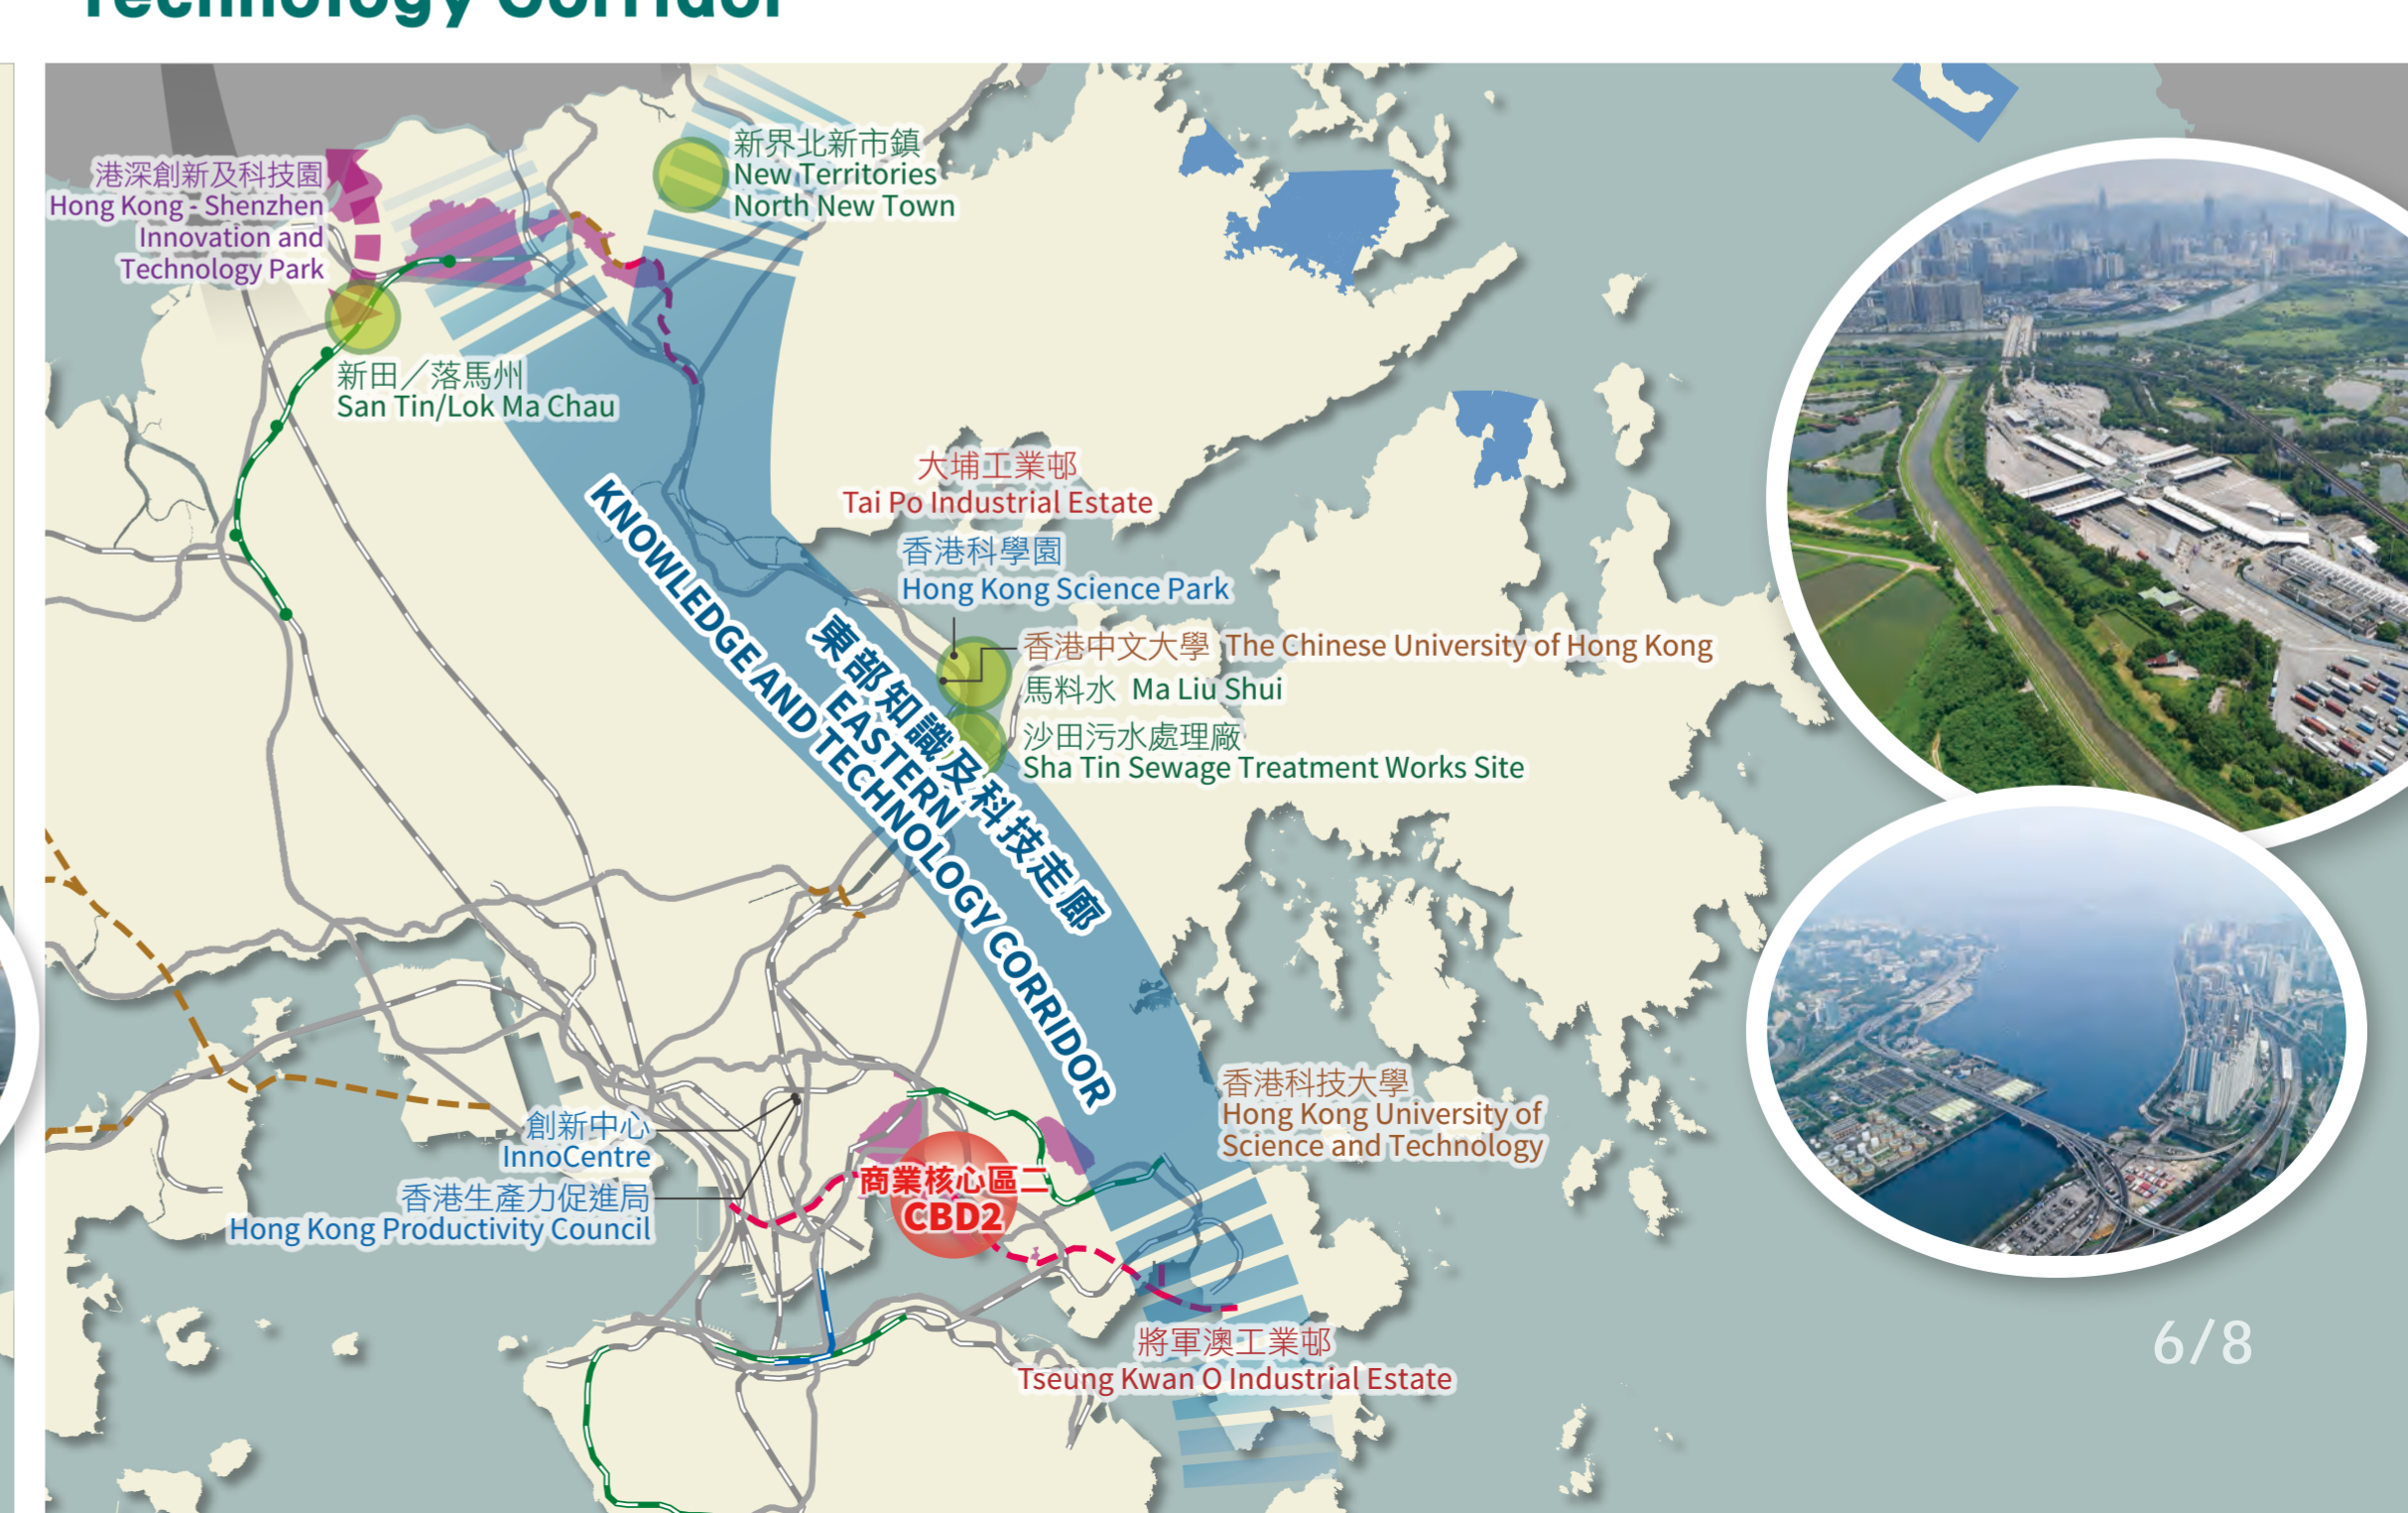 Technology Corridor
港深創新及科技園
Hong Kong - Shenzhen
Innovation and
Technology Park
新界北新市鎮
New Territories
North New Town
新田／落馬州
San Tin/Lok Ma Chau
大埔工業邨
Tai Po Industrial Estate
香港科學園
Hong Kong Science Park
香港中文大學 The Chinese University of Hong Kong
馬料水 Ma Liu Shui
沙田污水處理廠
Sha Tin Sewage Treatment Works Site
東部知識及科技走廊
EASTERN
KNOWLEDGE AND TECHNOLOGY CORRIDOR
香港科技大學
Hong Kong University of
Science and Technology
創新中心
InnoCentre
香港生產力促進局
Hong Kong Productivity Council
商業核心區二
CBD2
將軍澳工業邨
Tseung Kwan O Industrial Estate
6/8